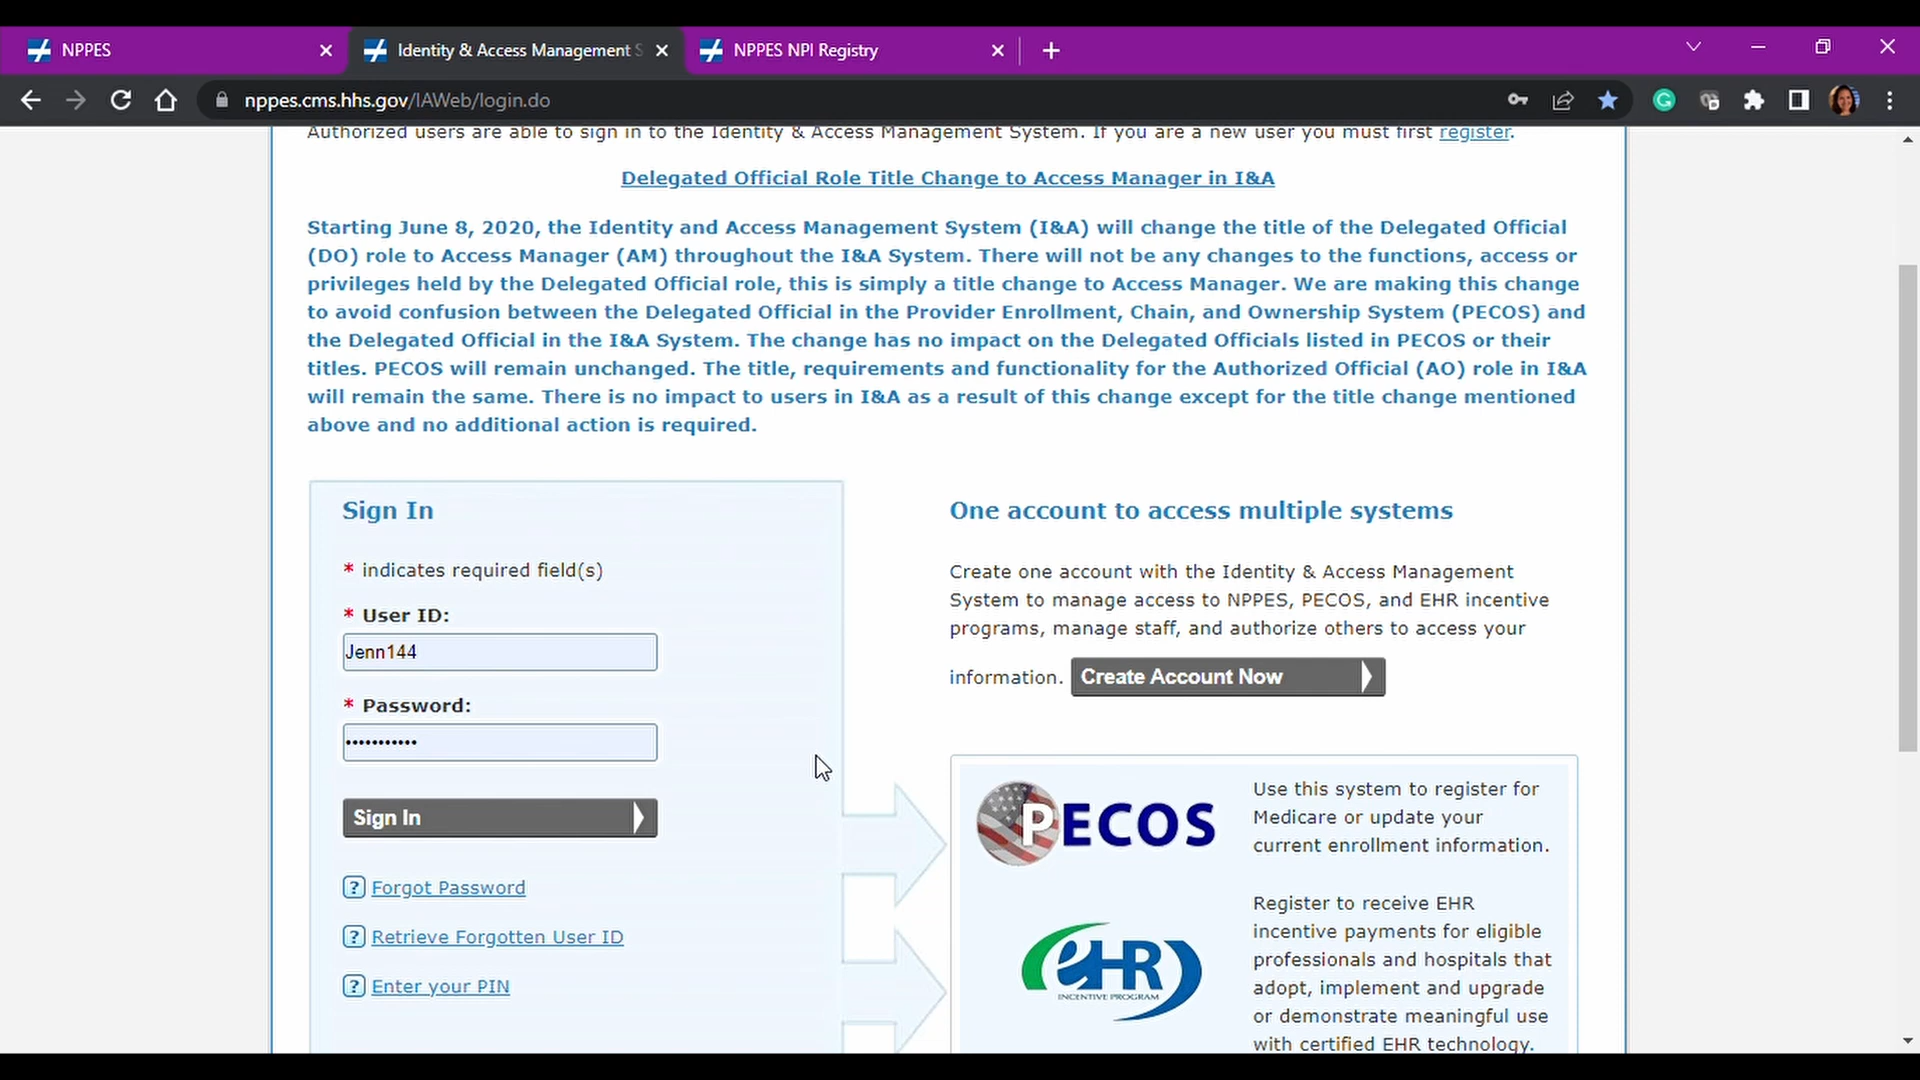 NPPES
Identity & Access Management S
NPPES NPI Registry
nppes.cms.hhs.gov/IAWeb/login.do
Authorized users are able to sign in to the Identity & Access Management System. If you are a new user you must first register.
Delegated Official Role Title Change to Access Manager in I&A
Starting June 8, 2020, the Identity and Access Management System (I&A) will change the title of the Delegated Official
(DO) role to Access Manager (AM) throughout the I&A System. There will not be any changes to the functions, access or
privileges held by the Delegated Official role, this is simply a title change to Access Manager. We are making this change
to avoid confusion between the Delegated Official in the Provider Enrollment, Chain, and Ownership System (PECOS) and
the Delegated Official in the I&A System. The change has no impact on the Delegated Officials listed in PECOS or their
titles. PECOS will remain unchanged. The title, requirements and functionality for the Authorized Official (AO) role in I&A
will remain the same. There is no impact to users in I&A as a result of this change except for the title change mentioned
above and no additional action is required.
Sign In
* indicates required field(s)
* User ID:
Jenn144
* Password:
•••••••••••
Sign In
? Forgot Password
? Retrieve Forgotten User ID
? Enter your PIN
One account to access multiple systems
Create one account with the Identity & Access Management
System to manage access to NPPES, PECOS, and EHR incentive
programs, manage staff, and authorize others to access your
information. Create Account Now
PECOS
Use this system to register for
Medicare or update your
current enrollment information.
eHR
INCENTIVE PROGRAM
Register to receive EHR
incentive payments for eligible
professionals and hospitals that
adopt, implement and upgrade
or demonstrate meaningful use
with certified EHR technology.